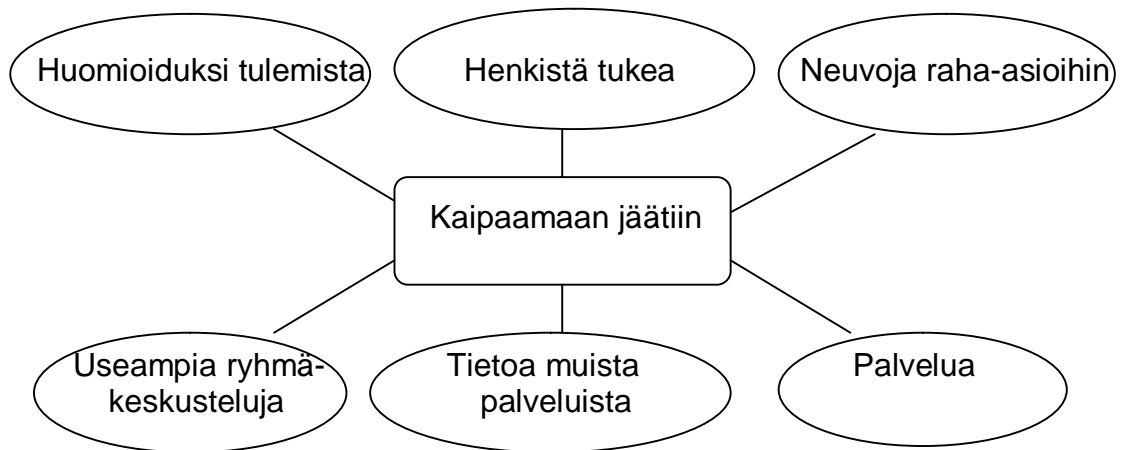 Huomioiduksi tulemista
Henkistä tukea
Neuvoja raha-asioihin
Kaipaamaan jäätiin
Useampia ryhmä-
keskusteluja
Tietoa muista
palveluista
Palvelua